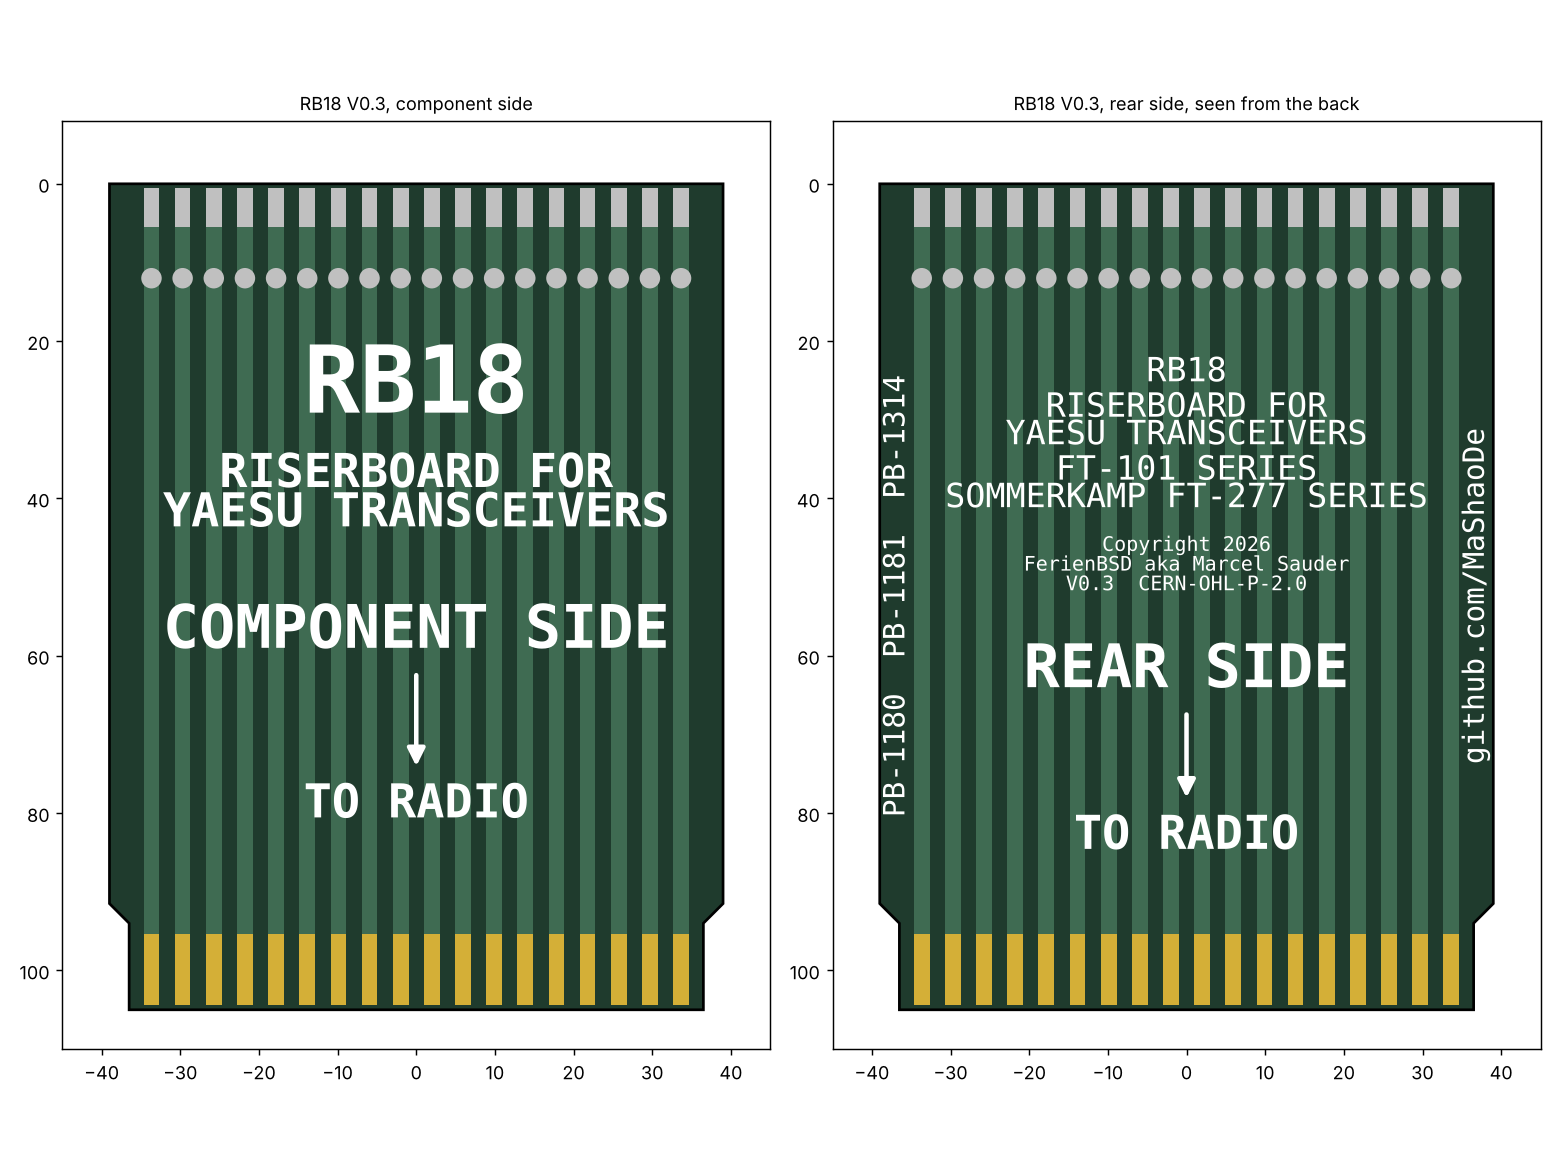 RB18 V0.3, component side
0
20
40
60
80
100
−40
−30
−20
−10
0
10
20
30
40
RB18
RISERBOARD FOR
YAESU TRANSCEIVERS
COMPONENT SIDE
TO RADIO
RB18 V0.3, rear side, seen from the back
0
20
40
60
80
100
−40
−30
−20
−10
0
10
20
30
40
PB-1180 PB-1181 PB-1314
RB18
RISERBOARD FOR
YAESU TRANSCEIVERS
FT-101 SERIES
SOMMERKAMP FT-277 SERIES
Copyright 2026
FerienBSD aka Marcel Sauder
V0.3 CERN-OHL-P-2.0
REAR SIDE
TO RADIO
github.com/MaShaoDe